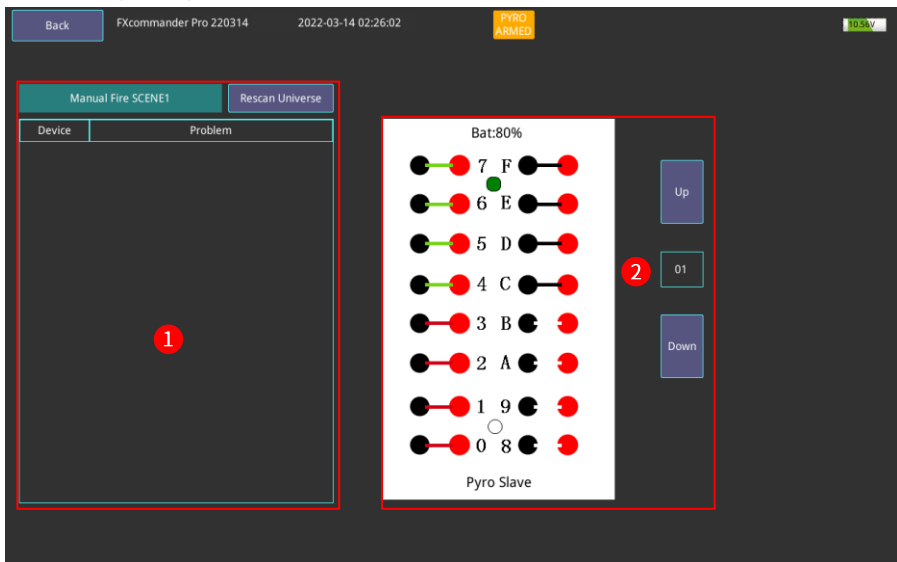 Back
FXcommander Pro 220314
2022-03-14 02:26:02
PYRO
ARMED
10.56V
Manual Fire SCENE1
Rescan Universe
Device
Problem
1
Bat:80%
7 F
6 E
5 D
4 C
3 B
2 A
1 9
0 8
Pyro Slave
Up
2
01
Down